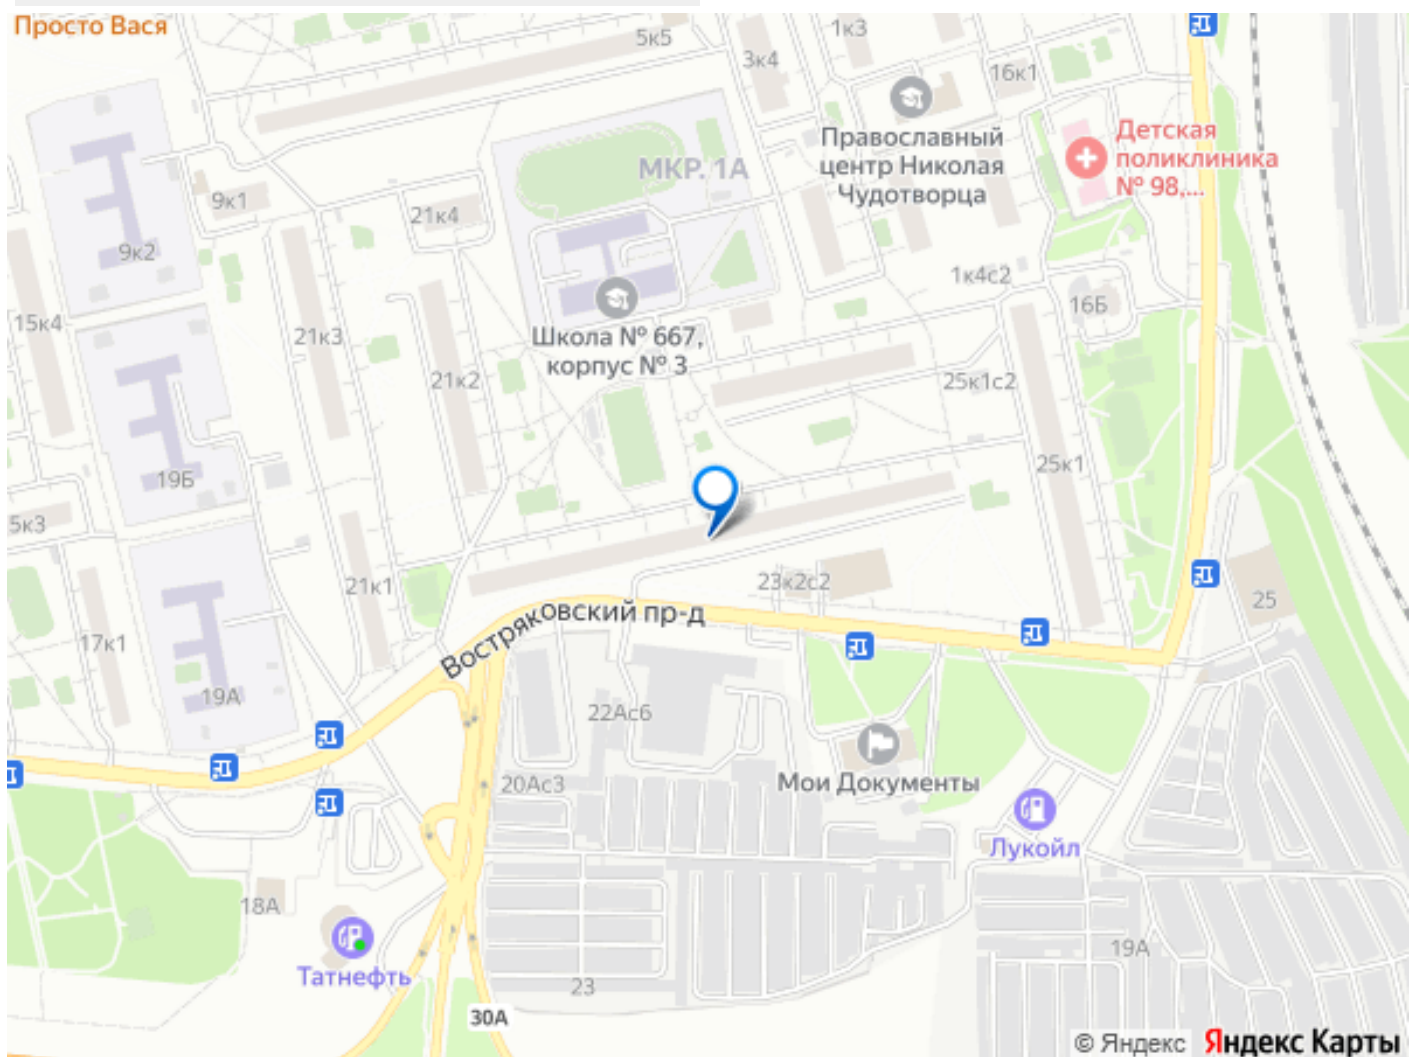 Просто Вася
5к5
1к3
3к4
16к1
Православный
центр Николая
Чудотворца
Детская
поликлиника
№ 98,...
МКР. 1А
9к1
21к4
9к2
1к4с2
16Б
15к4
21к3
Школа № 667,
корпус № 3
21к2
25к1с2
25к1
19Б
5к3
21к1
23к2с2
25
Востряковский пр-д
17к1
19А
22Ас6
20Ас3
Мои Документы
Лукойл
18А
Татнефть
19А
23
30А
© Яндекс Яндекс Карты